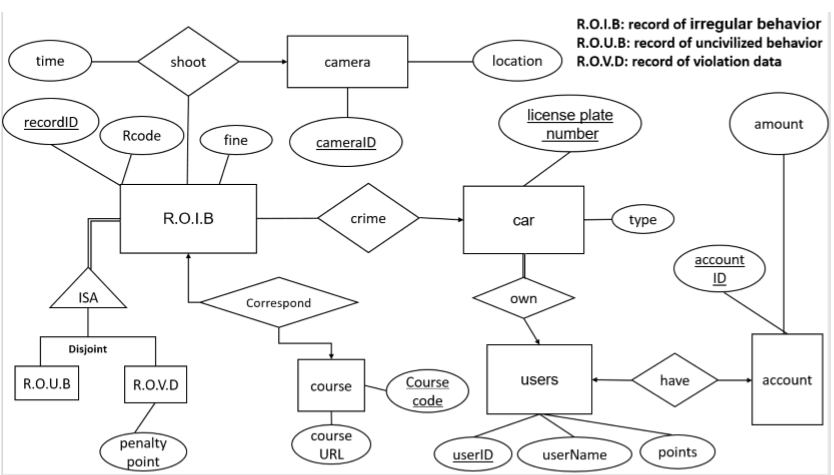 R.O.I.B: record of irregular behavior
R.O.U.B: record of uncivilized behavior
R.O.V.D: record of violation data
time
shoot
camera
location
recordID
Rcode
fine
cameraID
license plate
number
amount
R.O.I.B
crime
car
type
account
ID
ISA
Correspond
own
Disjoint
R.O.U.B
R.O.V.D
course
Course
code
users
have
account
penalty
point
course
URL
userID
userName
points